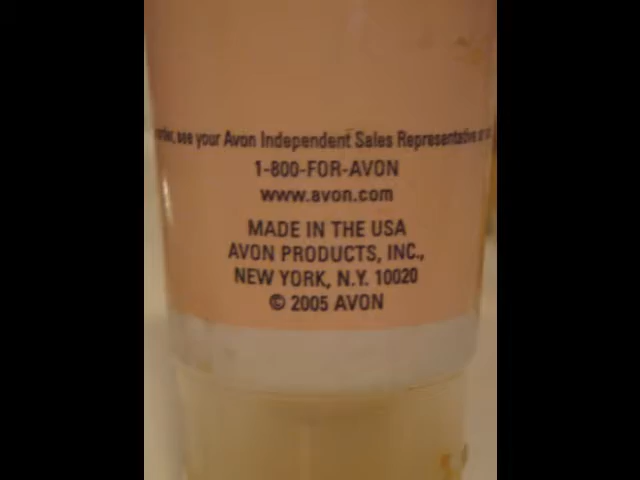 see your Avon Independent Sales Representative
1-800-FOR-AVON
www.avon.com
MADE IN THE USA
AVON PRODUCTS, INC.,
NEW YORK, N.Y. 10020
© 2005 AVON